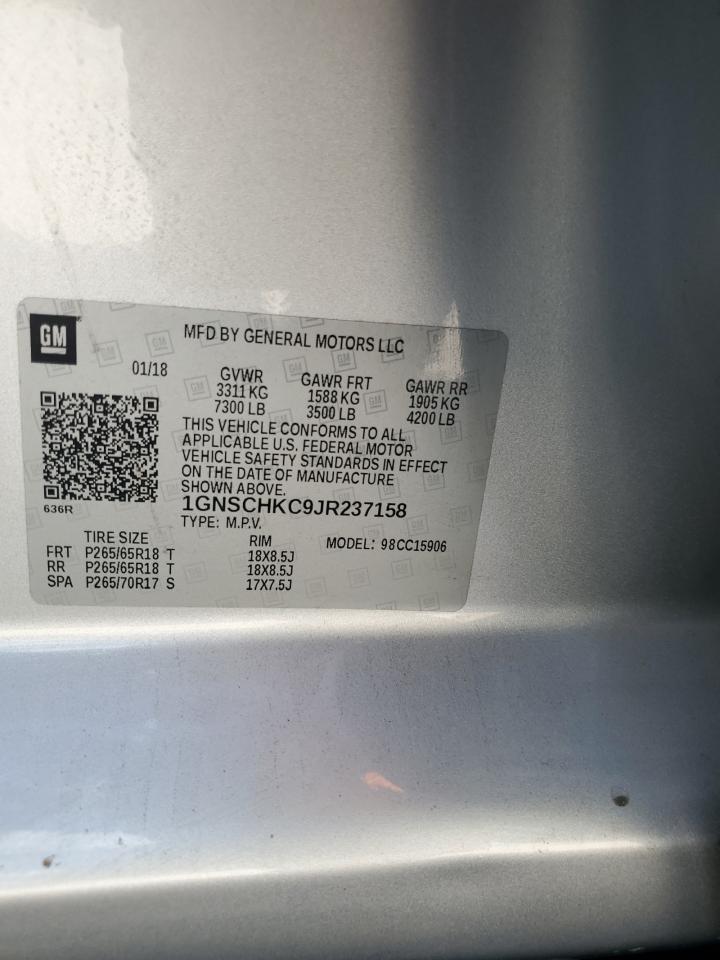 GM
MFD BY GENERAL MOTORS LLC
01/18 GVWR GAWR FRT GAWR RR
3311 KG 1588 KG 1905 KG
7300 LB 3500 LB 4200 LB
THIS VEHICLE CONFORMS TO ALL
APPLICABLE U.S. FEDERAL MOTOR
VEHICLE SAFETY STANDARDS IN EFFECT
ON THE DATE OF MANUFACTURE
SHOWN ABOVE.
636R
1GNSCHKC9JR237158
TYPE: M.P.V.
TIRE SIZE RIM MODEL: 98CC15906
FRT P265/65R18 T 18X8.5J
RR P265/65R18 T 18X8.5J
SPA P265/70R17 S 17X7.5J